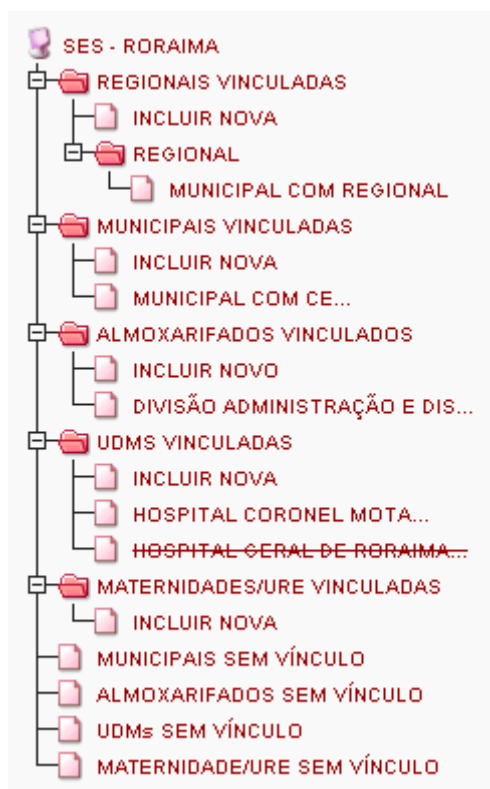 SES - RORAIMA
REGIONAIS VINCULADAS
INCLUIR NOVA
REGIONAL
MUNICIPAL COM REGIONAL
MUNICIPAIS VINCULADAS
INCLUIR NOVA
MUNICIPAL COM CE...
ALMOXARIFADOS VINCULADOS
INCLUIR NOVO
DIVISÃO ADMINISTRAÇÃO E DIS...
UDMS VINCULADAS
INCLUIR NOVA
HOSPITAL CORONEL MOTA...
HOSPITAL GERAL DE RORAIMA...
MATERNIDADES/URE VINCULADAS
INCLUIR NOVA
MUNICIPAIS SEM VÍNCULO
ALMOXARIFADOS SEM VÍNCULO
UDMs SEM VÍNCULO
MATERNIDADE/URE SEM VÍNCULO